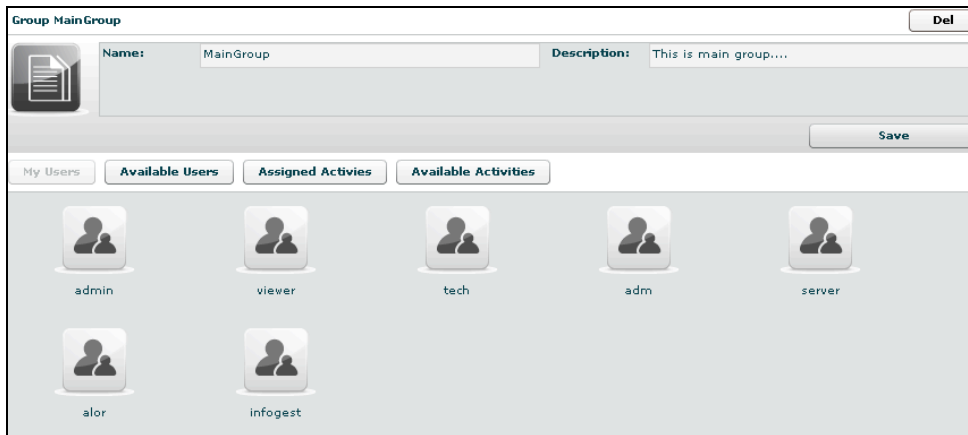 Group MainGroup Del
Name: MainGroup Description: This is main group....
Save
My Users Available Users Assigned Activies Available Activities
admin viewer tech adm server
alor infogest